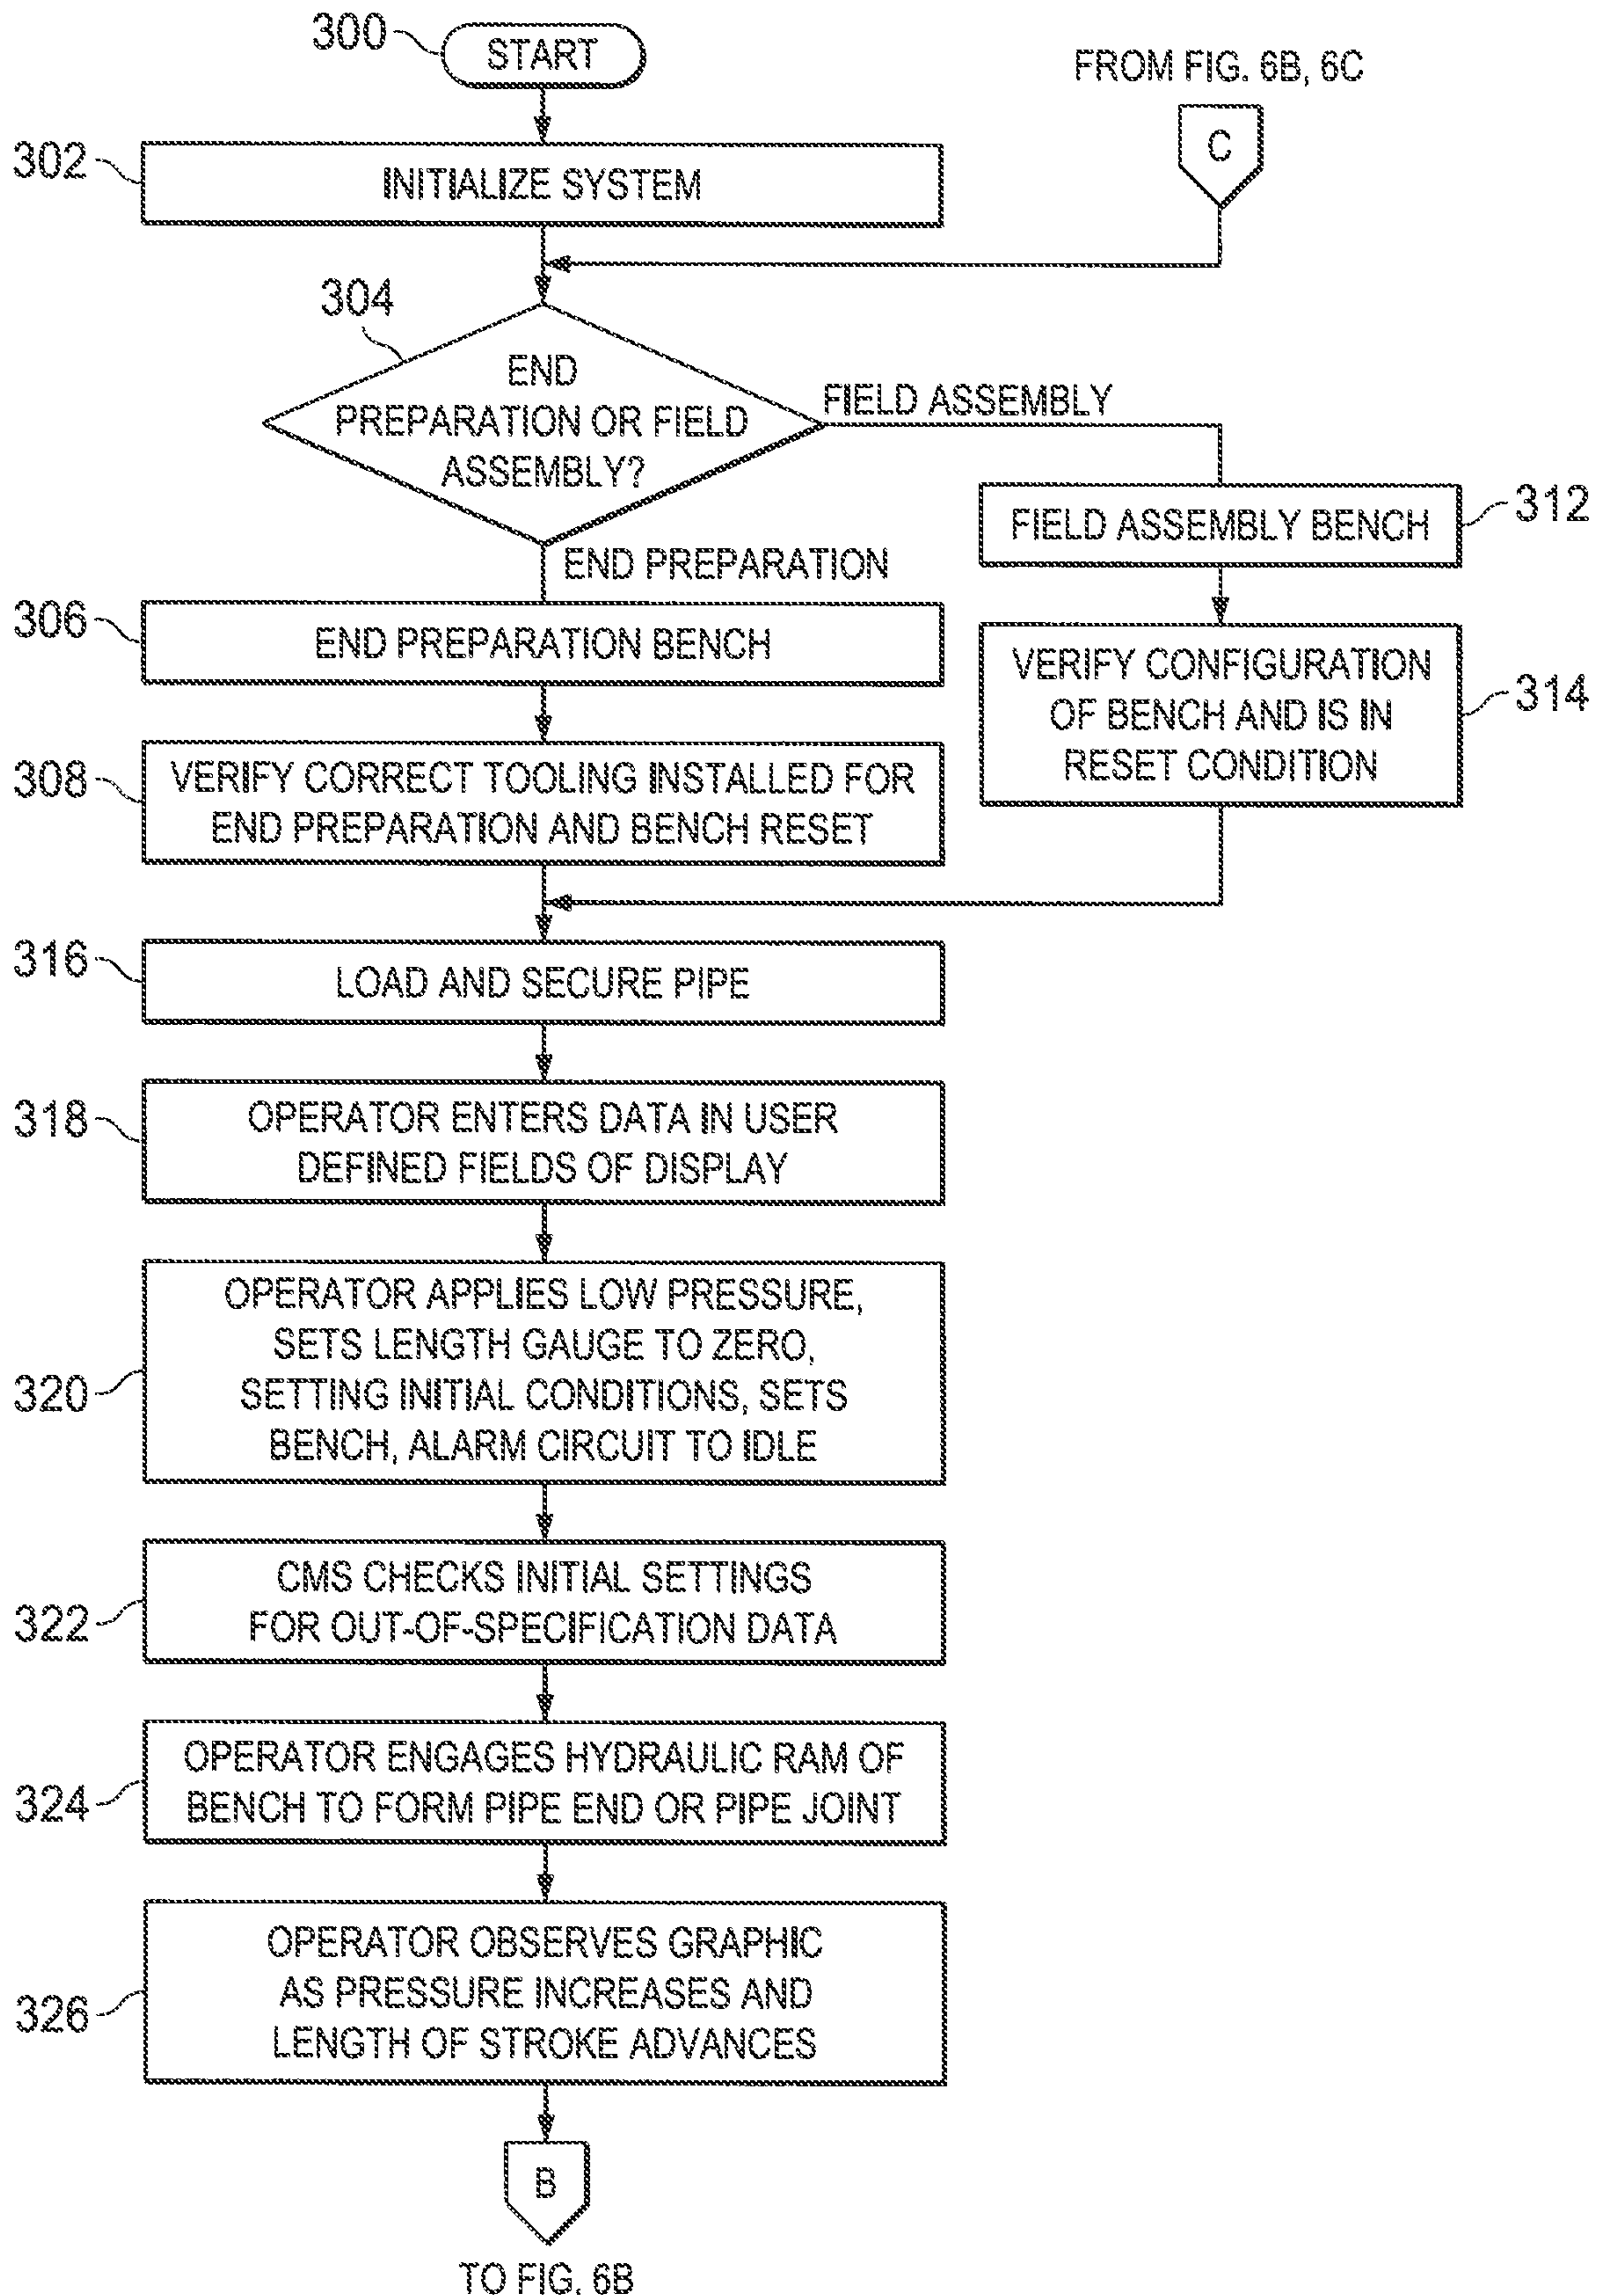 300
START
FROM FIG. 6B, 6C
C
302
INITIALIZE SYSTEM
304
END
PREPARATION OR FIELD
ASSEMBLY?
FIELD ASSEMBLY
END PREPARATION
FIELD ASSEMBLY BENCH
312
306
END PREPARATION BENCH
VERIFY CONFIGURATION
OF BENCH AND IS IN
RESET CONDITION
314
308
VERIFY CORRECT TOOLING INSTALLED FOR
END PREPARATION AND BENCH RESET
316
LOAD AND SECURE PIPE
318
OPERATOR ENTERS DATA IN USER
DEFINED FIELDS OF DISPLAY
320
OPERATOR APPLIES LOW PRESSURE,
SETS LENGTH GAUGE TO ZERO,
SETTING INITIAL CONDITIONS, SETS
BENCH, ALARM CIRCUIT TO IDLE
322
CMS CHECKS INITIAL SETTINGS
FOR OUT-OF-SPECIFICATION DATA
324
OPERATOR ENGAGES HYDRAULIC RAM OF
BENCH TO FORM PIPE END OR PIPE JOINT
326
OPERATOR OBSERVES GRAPHIC
AS PRESSURE INCREASES AND
LENGTH OF STROKE ADVANCES
B
TO FIG. 6B